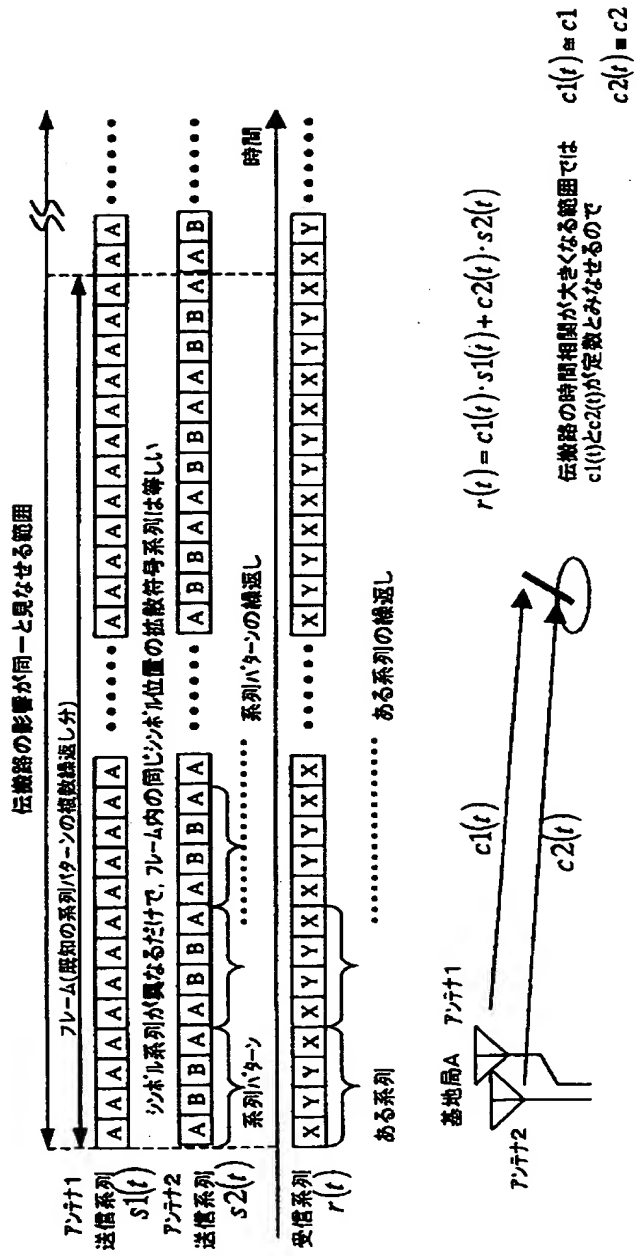 伝搬路の影響が同一と見なせる範囲
フレーム(既知の系列パターンの複数繰返し分)
アンテナ1
送信系列
s1(t)
A A A A A A A A A A A A A •••••• A A A A A A A A A A A A A A ••••••
シンボル系列が異なるだけで、フレーム内の同じシンボル位置の拡散符号系列は等しい
アンテナ2
送信系列
s2(t)
A B B A A B B A A B B A A •••••• A B B A A B B A A B B A A B ••••••
系列パターン
系列パターンの繰返し
時間
受信系列
r(t)
X Y Y X X Y Y X X Y Y X X •••••• X Y Y X X Y Y X X Y Y X X Y ••••••
ある系列
ある系列の繰返し
基地局A
アンテナ1
アンテナ2
c1(t)
c2(t)
r(t) = c1(t)·s1(t) + c2(t)·s2(t)
伝搬路の時間相関が大きくなる範囲では
c1(t)とc2(t)が定数とみなせるので
c1(t) ≅ c1
c2(t) ≅ c2